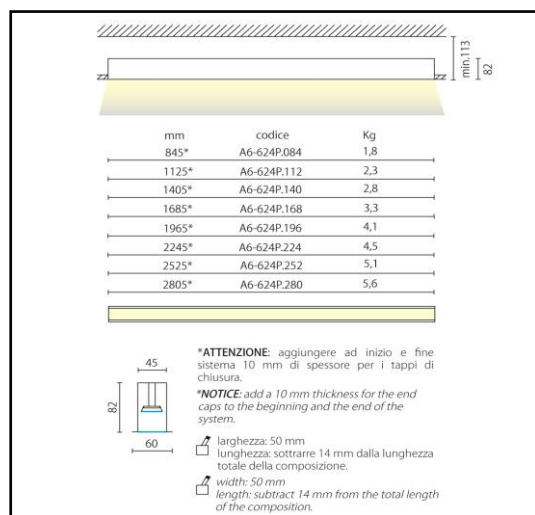 min.113
82
mm codice Kg
845* A6-624P.084 1,8
1125* A6-624P.112 2,3
1405* A6-624P.140 2,8
1685* A6-624P.168 3,3
1965* A6-624P.196 4,1
2245* A6-624P.224 4,5
2525* A6-624P.252 5,1
2805* A6-624P.280 5,6
45
82
60
*ATTENZIONE: aggiungere ad inizio e fine
sistema 10 mm di spessore per i tappi di
chiusura.
*NOTICE: add a 10 mm thickness for the end
caps to the beginning and the end of the
system.
larghezza: 50 mm
lunghezza: sottrarre 14 mm dalla lunghezza
totale della composizione.
width: 50 mm
length: subtract 14 mm from the total length
of the composition.